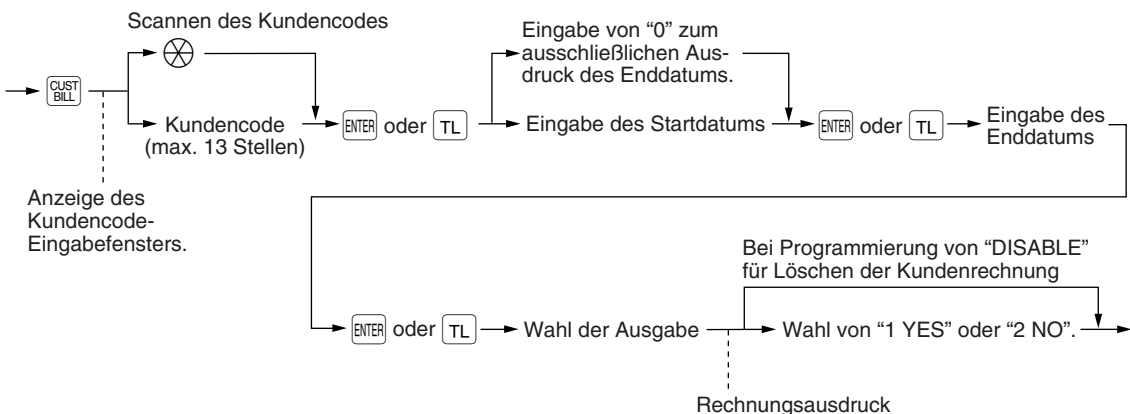 Scannen des Kundencodes
CUST
BILL
Kundencode
(max. 13 Stellen)
Anzeige des
Kundencode-
Eingabefensters.
ENTER oder TL
Eingabe von “0” zum
ausschließlichen Aus-
druck des Enddatums.
Eingabe des Startdatums
ENTER oder TL
Eingabe des
Enddatums
ENTER oder TL
Wahl der Ausgabe
Bei Programmierung von “DISABLE”
für Löschen der Kundenrechnung
Wahl von “1 YES” oder “2 NO”.
Rechnungsausdruck